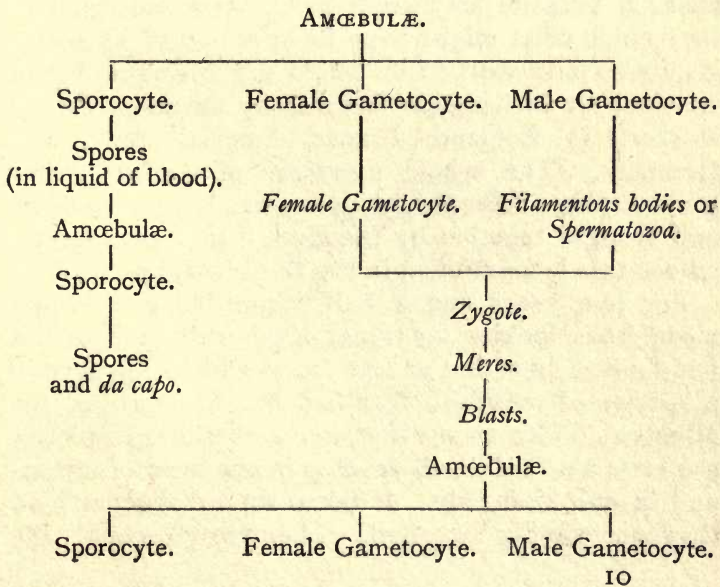 AMŒBULÆ.
Sporocyte. Female Gametocyte. Male Gametocyte.
Spores
(in liquid of blood).
Female Gametocyte. Filamentous bodies or
Spermatozoa.
Amœbulæ.
Sporocyte.
Zygote.
Spores
and da capo.
Meres.
Blasts.
Amœbulæ.
Sporocyte. Female Gametocyte. Male Gametocyte.
10